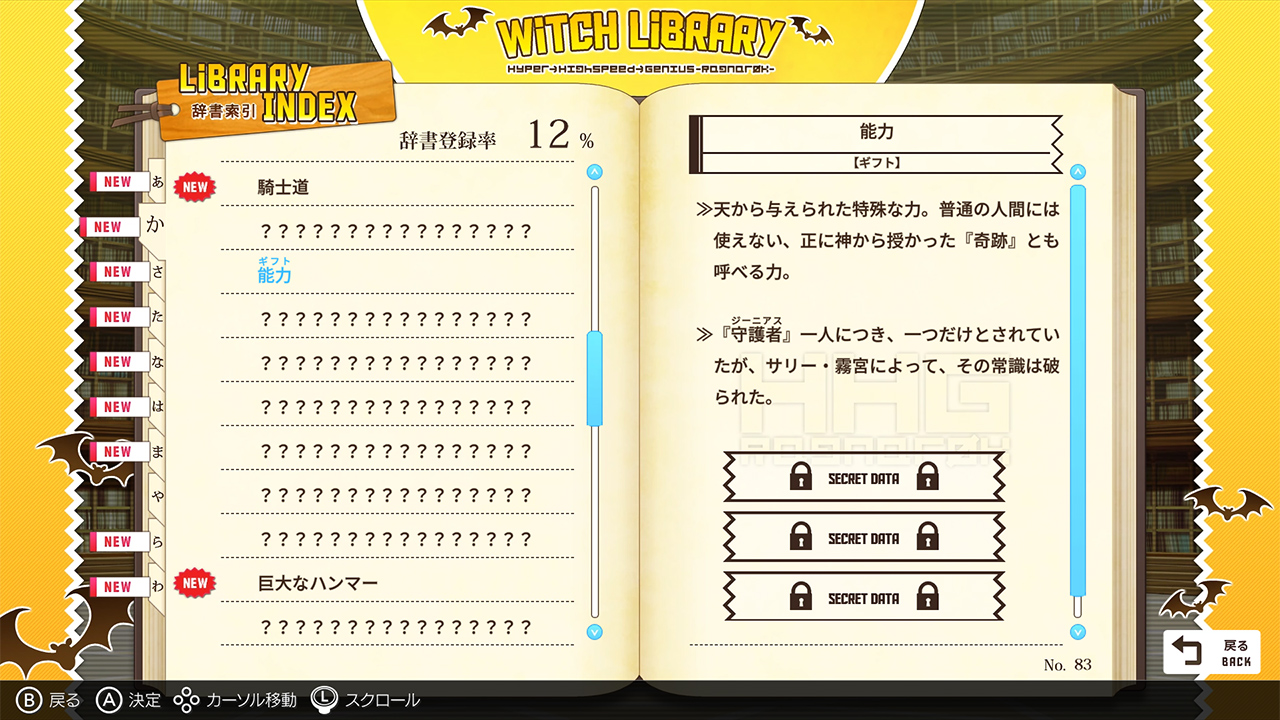 WiTCH LiBRARY
HYPER→HIGHSPEED→GENIUS-RAGNARØK-
LiBRARY
辞書索引 INDEX
辞書登録率 12 %
NEW あ
NEW か
NEW さ
NEW た
NEW な
NEW は
NEW ま
や
NEW ら
NEW わ
NEW 騎士道
????????????????
ギフト
能力
????????????????
????????????????
????????????????
????????????????
????????????????
????????????????
NEW 巨大なハンマー
????????????????
能力
【ギフト】
≫天から与えられた特殊な力。普通の人間には
使えない、正に神から授かった『奇跡』とも
呼べる力。
ジーニアス
≫『守護者』一人につき、一つだけとされてい
たが、サリー・霧宮によって、その常識は破
られた。
HHG
RAGNARØK
SECRET DATA
SECRET DATA
SECRET DATA
No. 83
戻る
BACK
B 戻る A 決定 カーソル移動 L スクロール